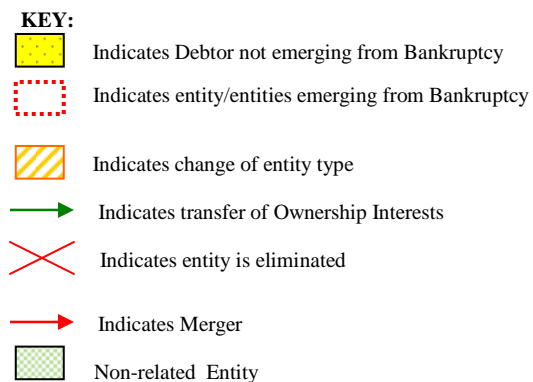 KEY:
Indicates Debtor not emerging from Bankruptcy
Indicates entity/entities emerging from Bankruptcy
Indicates change of entity type
Indicates transfer of Ownership Interests
Indicates entity is eliminated
Indicates Merger
Non-related Entity